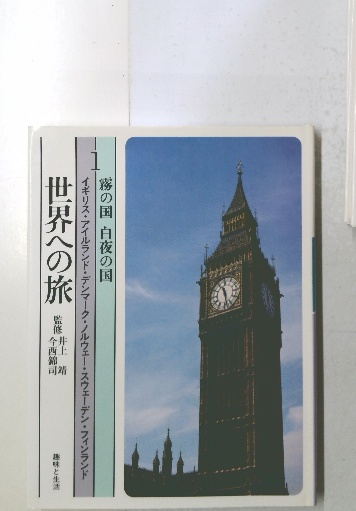 1
霧の国 白夜の国
イギリス・アイルランド・デンマーク・ノルウェー・スウェーデン・フィンランド
世界への旅
監修 井上 靖
今西錦司
趣味と生活